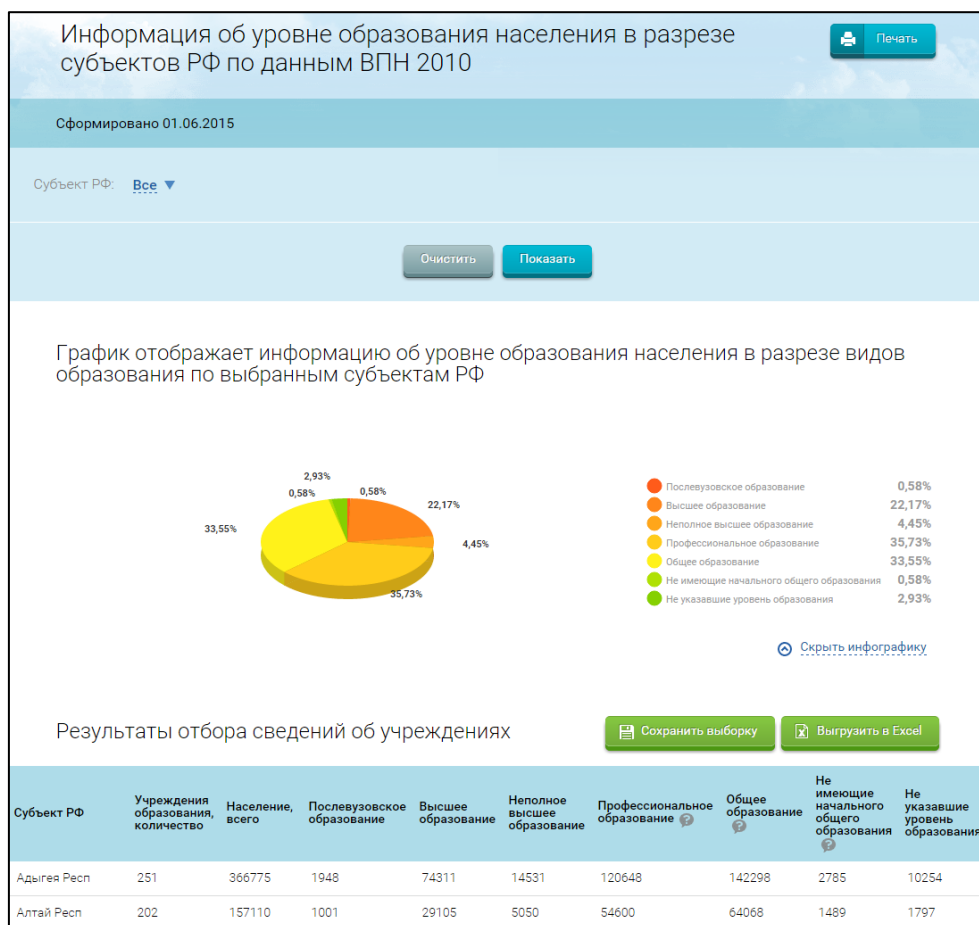 Информация об уровне образования населения в разрезе
субъектов РФ по данным ВПН 2010
Печать
Сформировано 01.06.2015
Субъект РФ: Все
Очистить
Показать
График отображает информацию об уровне образования населения в разрезе видов
образования по выбранным субъектам РФ
2,93%
0,58%
0,58%
22,17%
33,55%
4,45%
35,73%
Послевузовское образование 0,58%
Высшее образование 22,17%
Неполное высшее образование 4,45%
Профессиональное образование 35,73%
Общее образование 33,55%
Не имеющие начального общего образования 0,58%
Не указавшие уровень образования 2,93%
Скрыть инфографику
Результаты отбора сведений об учреждениях
Сохранить выборку
Выгрузить в Excel
Субъект РФ
Учреждения
образования,
количество
Население,
всего
Послевузовское
образование
Высшее
образование
Неполное
высшее
образование
Профессиональное
образование ?
Общее
образование
?
Не
имеющие
начального
общего
образования
?
Не
указавшие
уровень
образования
Адыгея Респ 251 366775 1948 74311 14531 120648 142298 2785 10254
Алтай Респ 202 157110 1001 29105 5050 54600 64068 1489 1797